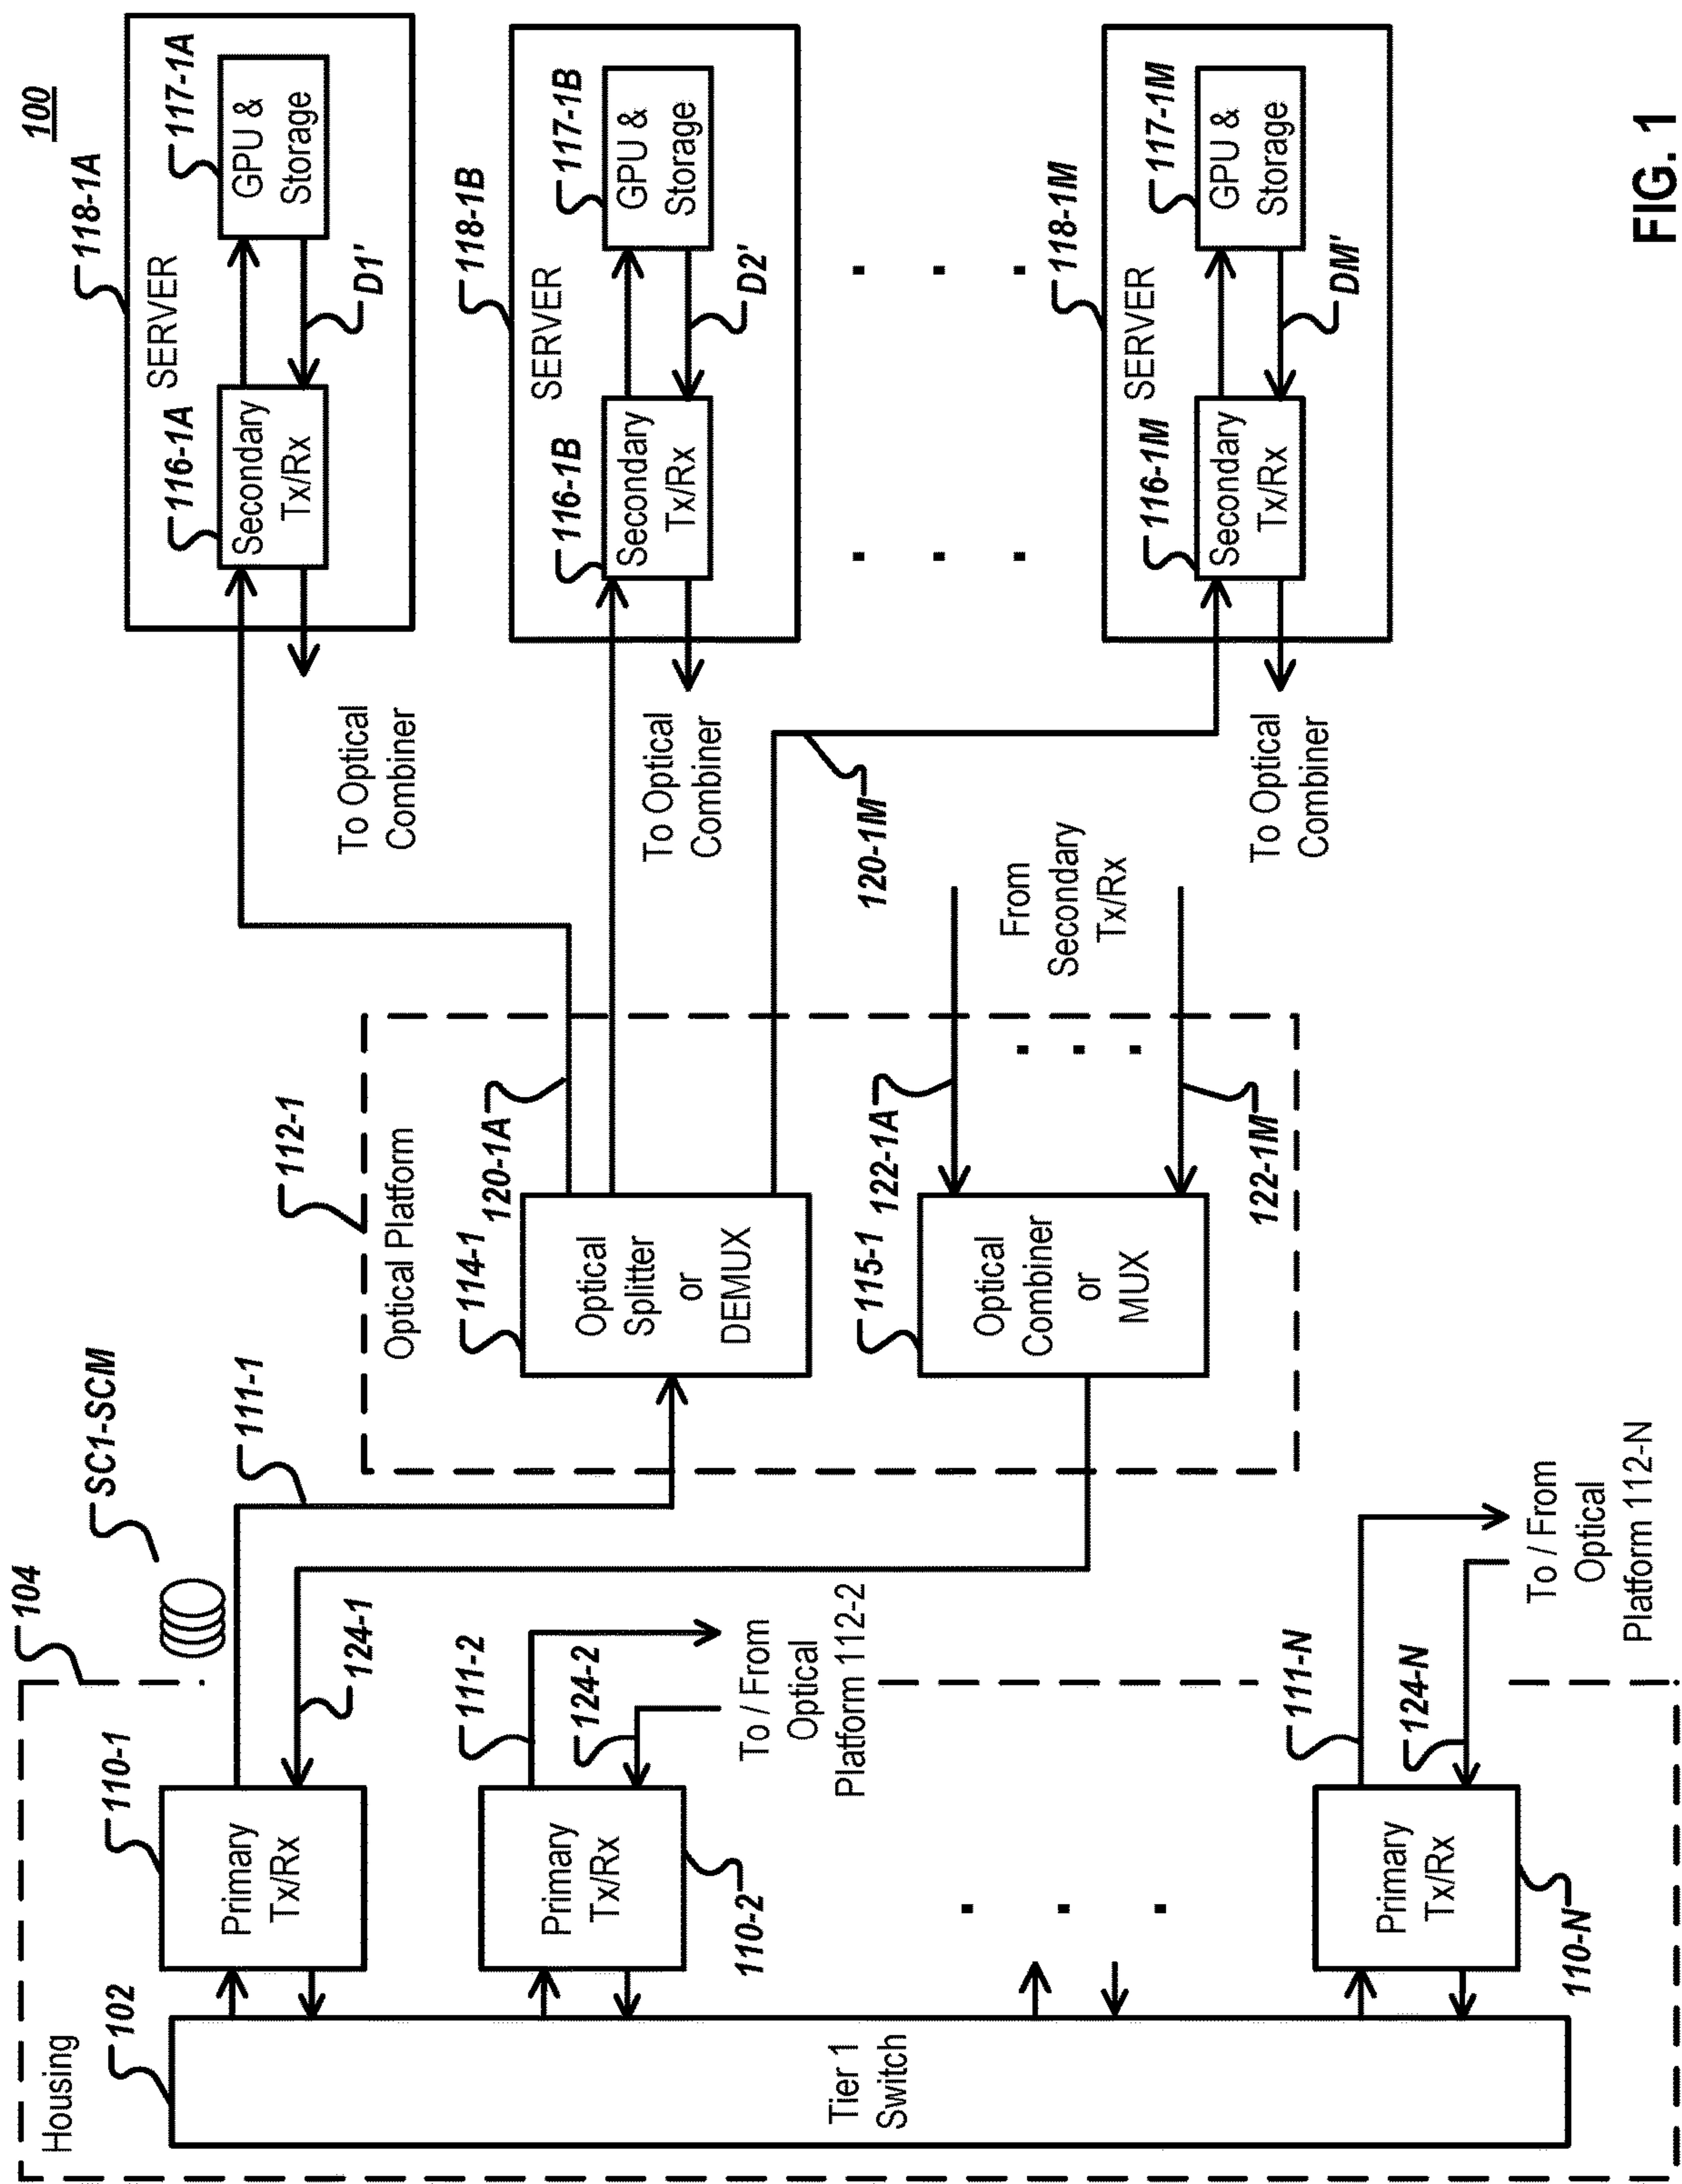 100
Housing
102
Tier 1
Switch
104
110-1
Primary
Tx/Rx
124-1
SC1-SCM
111-1
Primary
Tx/Rx
110-2
111-2
124-2
To / From
Optical
Platform 112-2
Primary
Tx/Rx
110-N
111-N
124-N
To / From
Optical
Platform 112-N
112-1
Optical Platform
114-1
Optical
Splitter
or
DEMUX
120-1A
115-1
Optical
Combiner
or
MUX
122-1A
122-1M
From
Secondary
Tx/Rx
120-1M
118-1A
SERVER
116-1A
Secondary
Tx/Rx
117-1A
GPU &
Storage
D1'
To Optical
Combiner
118-1B
SERVER
116-1B
Secondary
Tx/Rx
117-1B
GPU &
Storage
D2'
To Optical
Combiner
118-1M
SERVER
116-1M
Secondary
Tx/Rx
117-1M
GPU &
Storage
DM'
To Optical
Combiner
FIG. 1